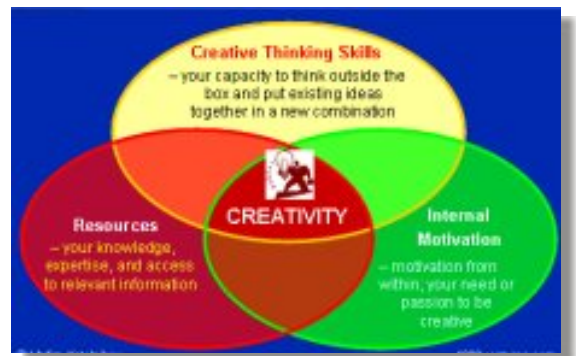 Creative Thinking Skills
– your capacity to think outside the
box and put existing ideas
together in a new combination
CREATIVITY
Resources
– your knowledge,
expertise, and access
to relevant information
Internal
Motivation
– motivation from
within, your need or
passion to be
creative